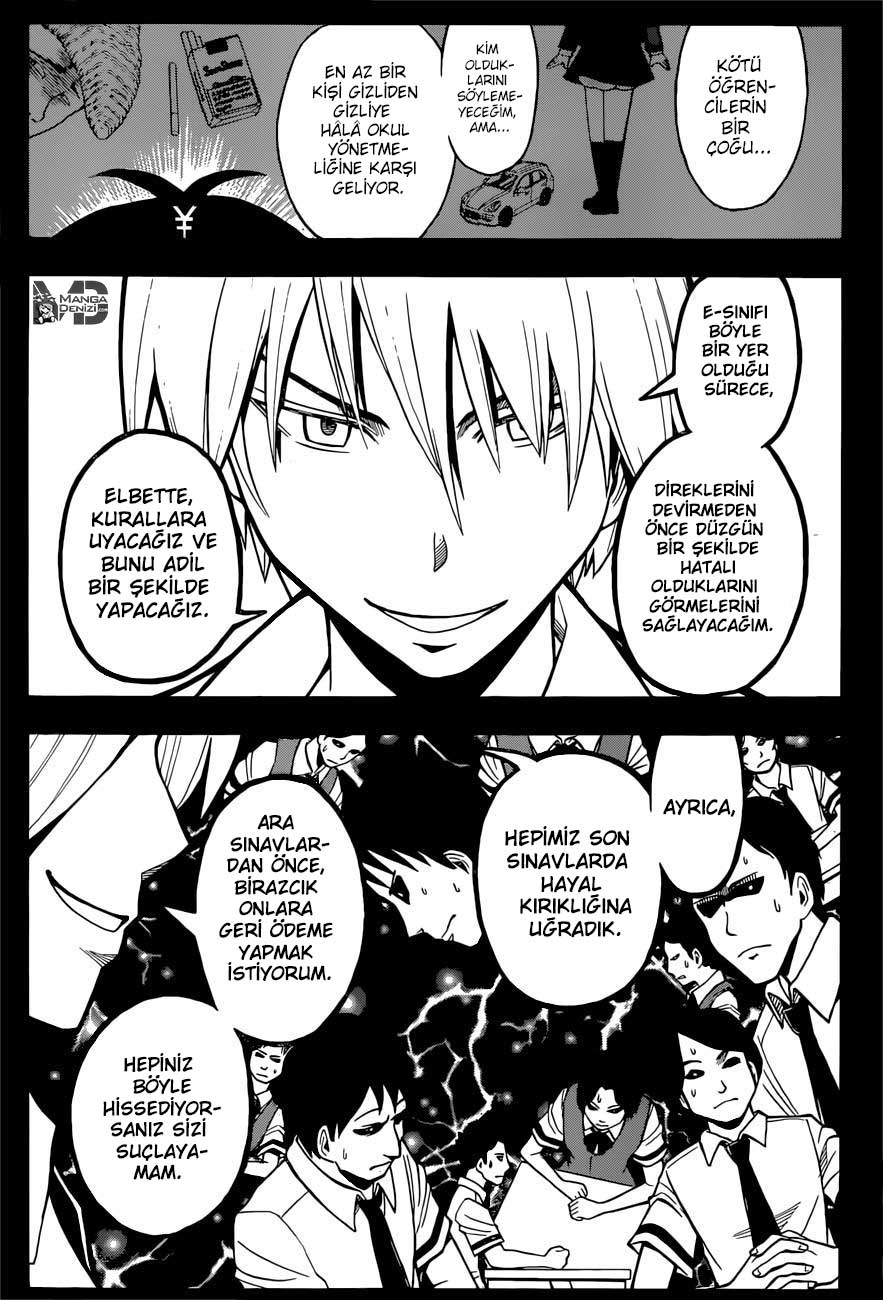 KÖTÜ
ÖĞREN-
CİLERİN
BİR
ÇOĞU...
KİM
OLDUK-
LARINI
SÖYLEME-
YECEĞİM,
AMA...
EN AZ BİR
KİŞİ GİZLİDEN
GİZLİYE
HÂLÂ OKUL
YÖNETME-
LİĞİNE KARŞI
GELİYOR.
¥
MANGA
DENİZİ.com
E-SINIFI
BÖYLE
BİR YER
OLDUĞU
SÜRECE,
DİREKLERİNİ
DEVİRMEDEN
ÖNCE DÜZGÜN
BİR ŞEKİLDE
HATALI
OLDUKLARINI
GÖRMELERİNİ
SAĞLAYACAĞIM.
ELBETTE,
KURALLARA
UYACAĞIZ VE
BUNU ADİL
BİR ŞEKİLDE
YAPACAĞIZ.
AYRICA,
HEPİMİZ SON
SINAVLARDA
HAYAL
KIRIKLIĞINA
UĞRADIK.
ARA
SINAVLAR-
DAN ÖNCE,
BİRAZCIK
ONLARA
GERİ ÖDEME
YAPMAK
İSTİYORUM.
HEPİNİZ
BÖYLE
HİSSEDİYOR-
SANIZ SİZİ
SUÇLAYA-
MAM.